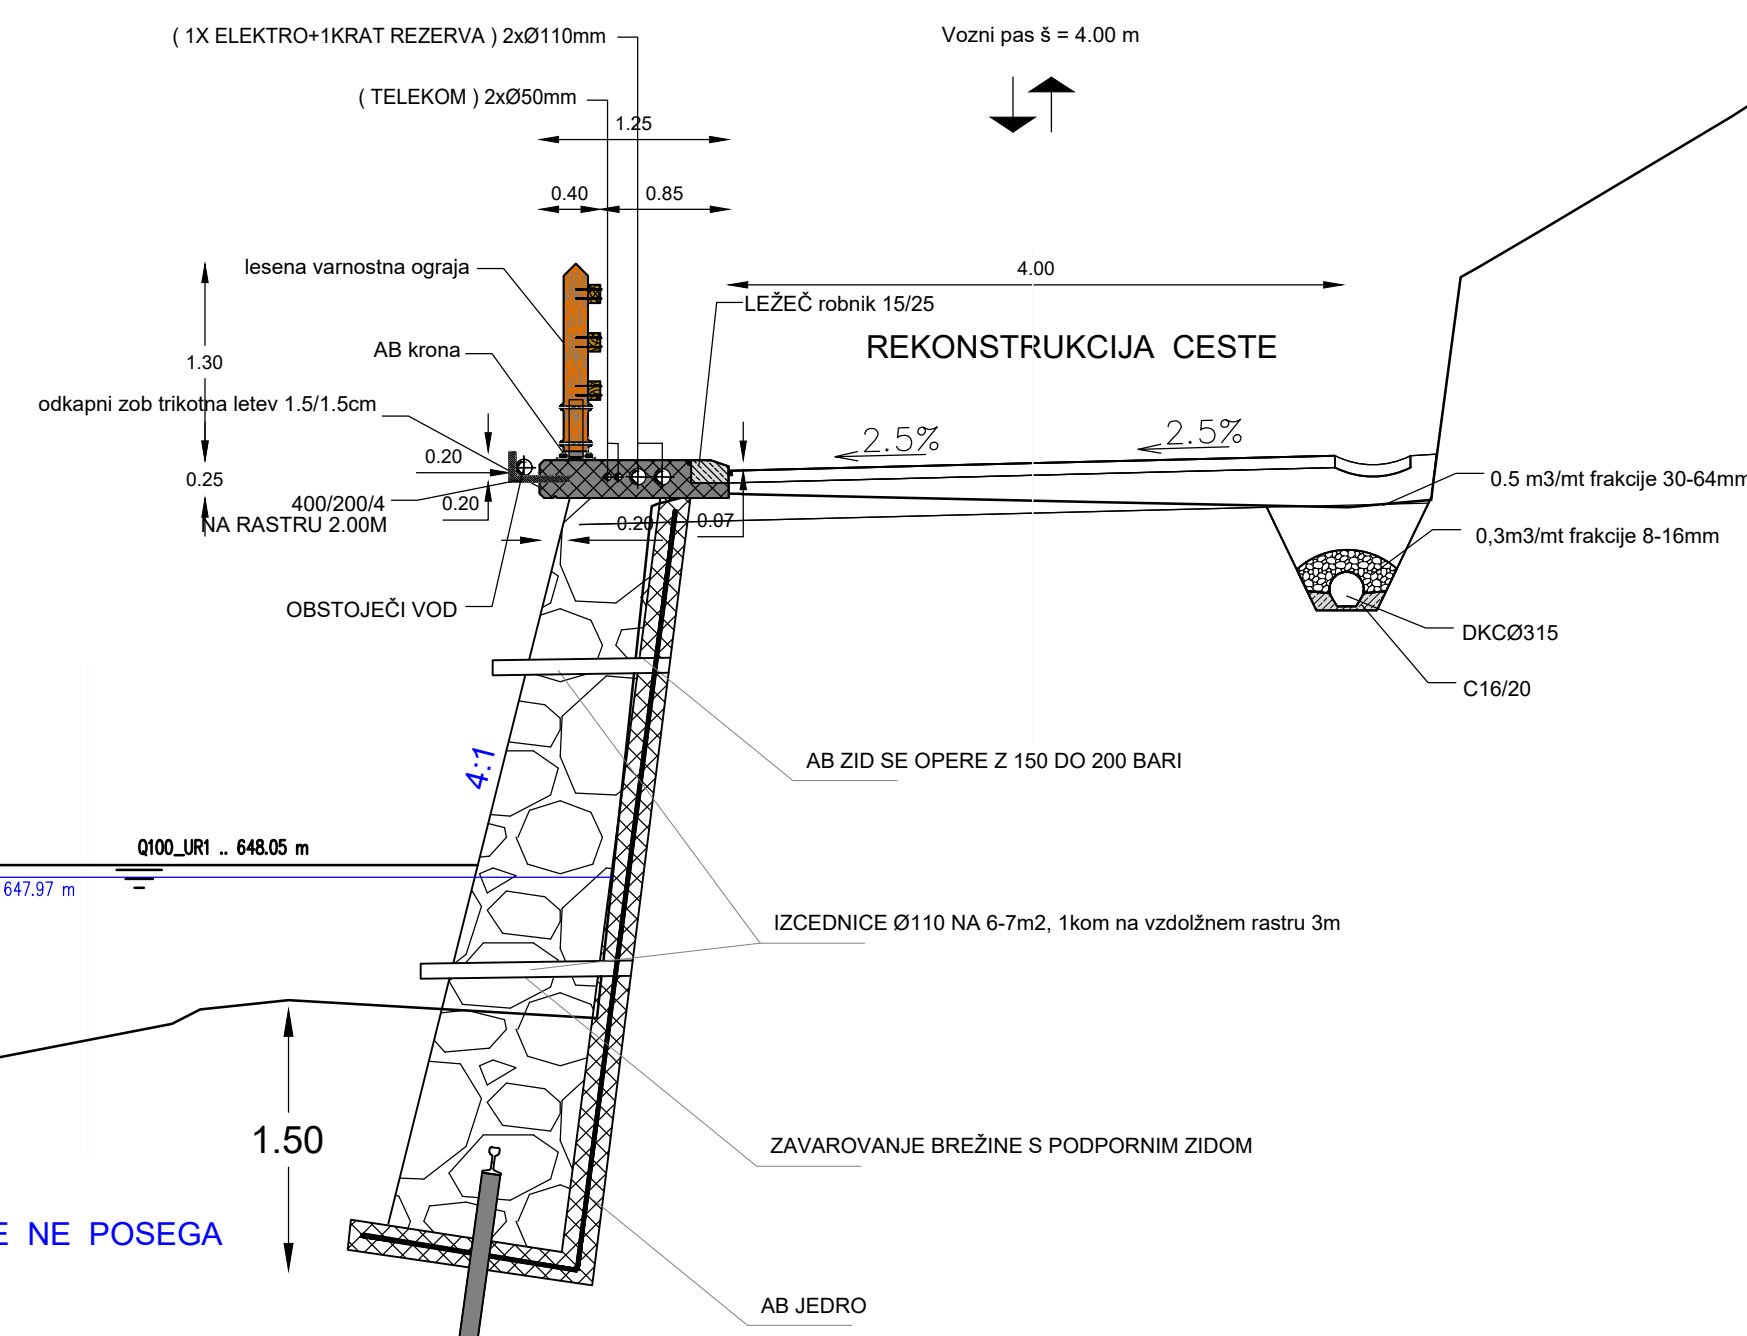 ( 1X ELEKTRO+1KRAT REZERVA ) 2xØ110mm
Vozni pas š = 4.00 m
( TELEKOM ) 2xØ50mm
1.25
0.40
0.85
lesena varnostna ograja
4.00
LEŽEČ robnik 15/25
REKONSTRUKCIJA CESTE
AB krona
1.30
odkapni zob trikotna letev 1.5/1.5cm
2.5%
2.5%
0.20
0.25
0.5 m3/mt frakcije 30-64mm
400/200/4
0.20
NA RASTRU 2.00M
0.20
0.07
0,3m3/mt frakcije 8-16mm
OBSTOJEČI VOD
DKCØ315
C16/20
4:1
AB ZID SE OPERE Z 150 DO 200 BARI
Q100_UR1 .. 648.05 m
647.97 m
IZCEDNICE Ø110 NA 6-7m2, 1kom na vzdolžnem rastru 3m
1.50
ZAVAROVANJE BREŽINE S PODPORNIM ZIDOM
E NE POSEGA
AB JEDRO